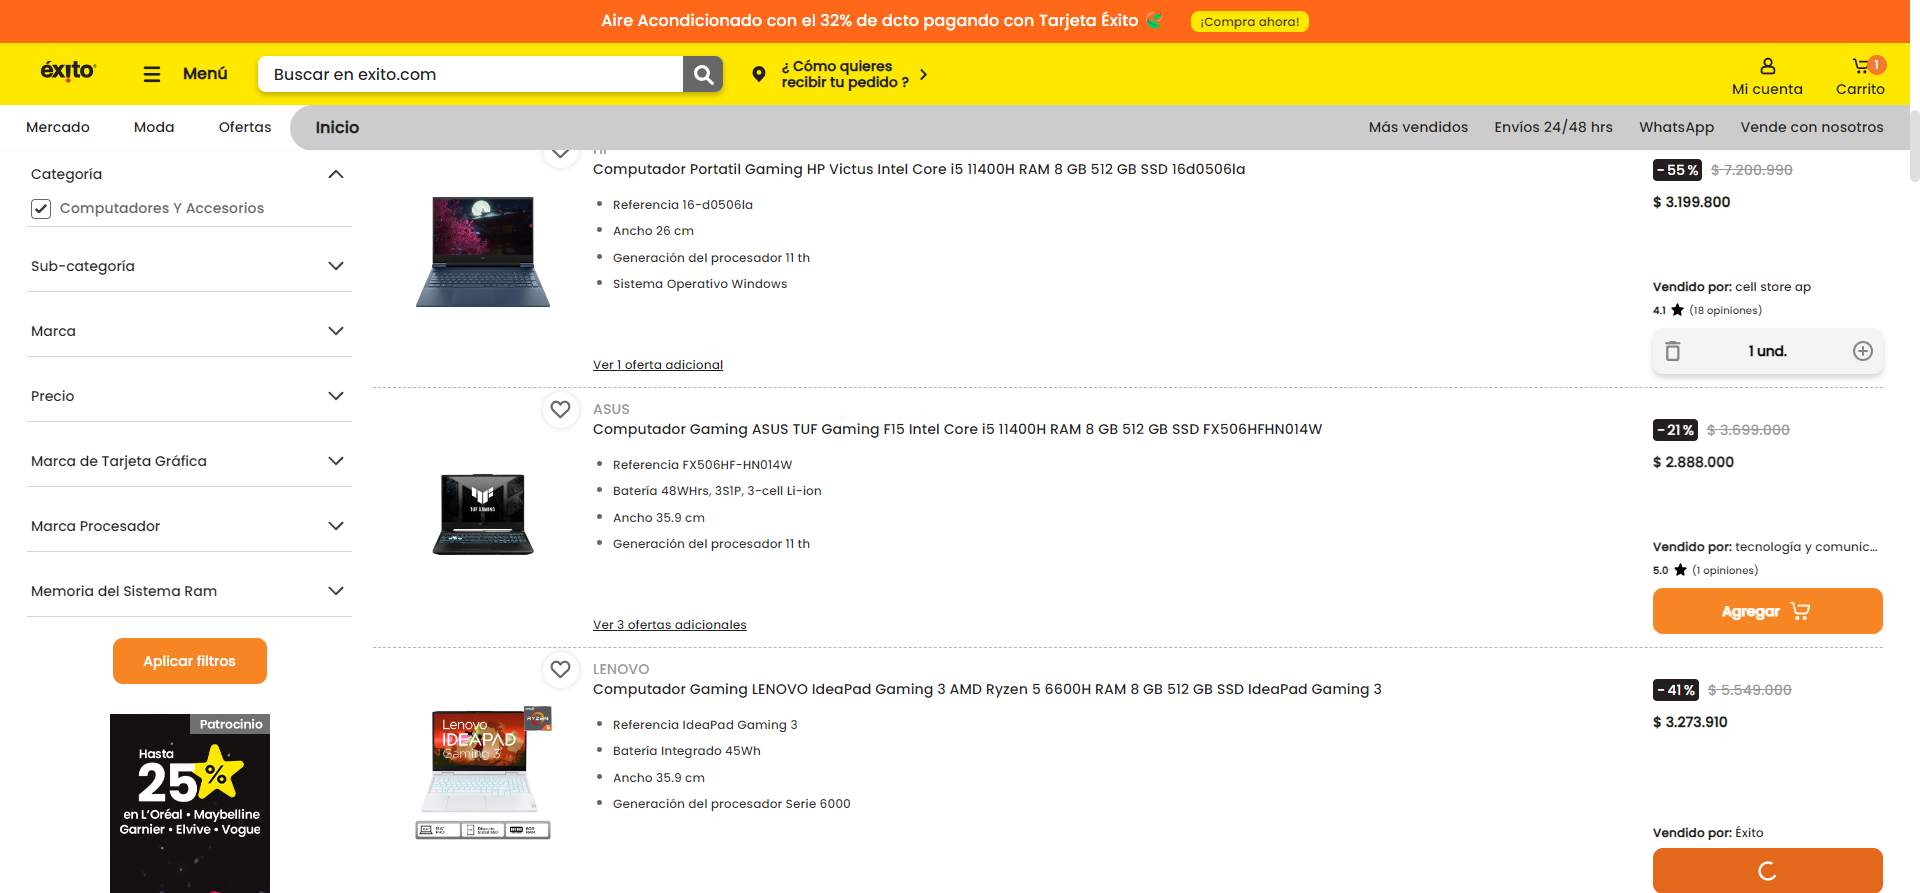 Aire Acondicionado con el 32% de dcto pagando con Tarjeta Éxito
¡Compra ahora!
éxito
Menú
Buscar en exito.com
¿ Cómo quieres
recibir tu pedido ?
Mi cuenta
1
Carrito
Mercado
Moda
Ofertas
Inicio
Más vendidos
Envíos 24/48 hrs
WhatsApp
Vende con nosotros
Categoría
Computadores Y Accesorios
Sub-categoría
Marca
Precio
Marca de Tarjeta Gráfica
Marca Procesador
Memoria del Sistema Ram
Aplicar filtros
Patrocinio
Hasta
25%
en L'Oréal • Maybelline
Garnier • Elvive • Vogue
Computador Portatil Gaming HP Victus Intel Core i5 11400H RAM 8 GB 512 GB SSD 16d0506la
Referencia 16-d0506la
Ancho 26 cm
Generación del procesador 11 th
Sistema Operativo Windows
Ver 1 oferta adicional
-55% $ 7.200.990
$ 3.199.800
Vendido por: cell store ap
4.1 (18 opiniones)
1 und.
ASUS
Computador Gaming ASUS TUF Gaming F15 Intel Core i5 11400H RAM 8 GB 512 GB SSD FX506HFHN014W
Referencia FX506HF-HN014W
Batería 48WHrs, 3S1P, 3-cell Li-ion
Ancho 35.9 cm
Generación del procesador 11 th
TUF GAMING
Ver 3 ofertas adicionales
-21% $ 3.699.000
$ 2.888.000
Vendido por: tecnología y comunic...
5.0 (1 opiniones)
Agregar
LENOVO
Computador Gaming LENOVO IdeaPad Gaming 3 AMD Ryzen 5 6600H RAM 8 GB 512 GB SSD IdeaPad Gaming 3
Referencia IdeaPad Gaming 3
Batería Integrado 45Wh
Ancho 35.9 cm
Generación del procesador Serie 6000
Lenovo
IDEAPAD
Gaming 3
RYZEN
-41% $ 5.549.000
$ 3.273.910
Vendido por: Éxito